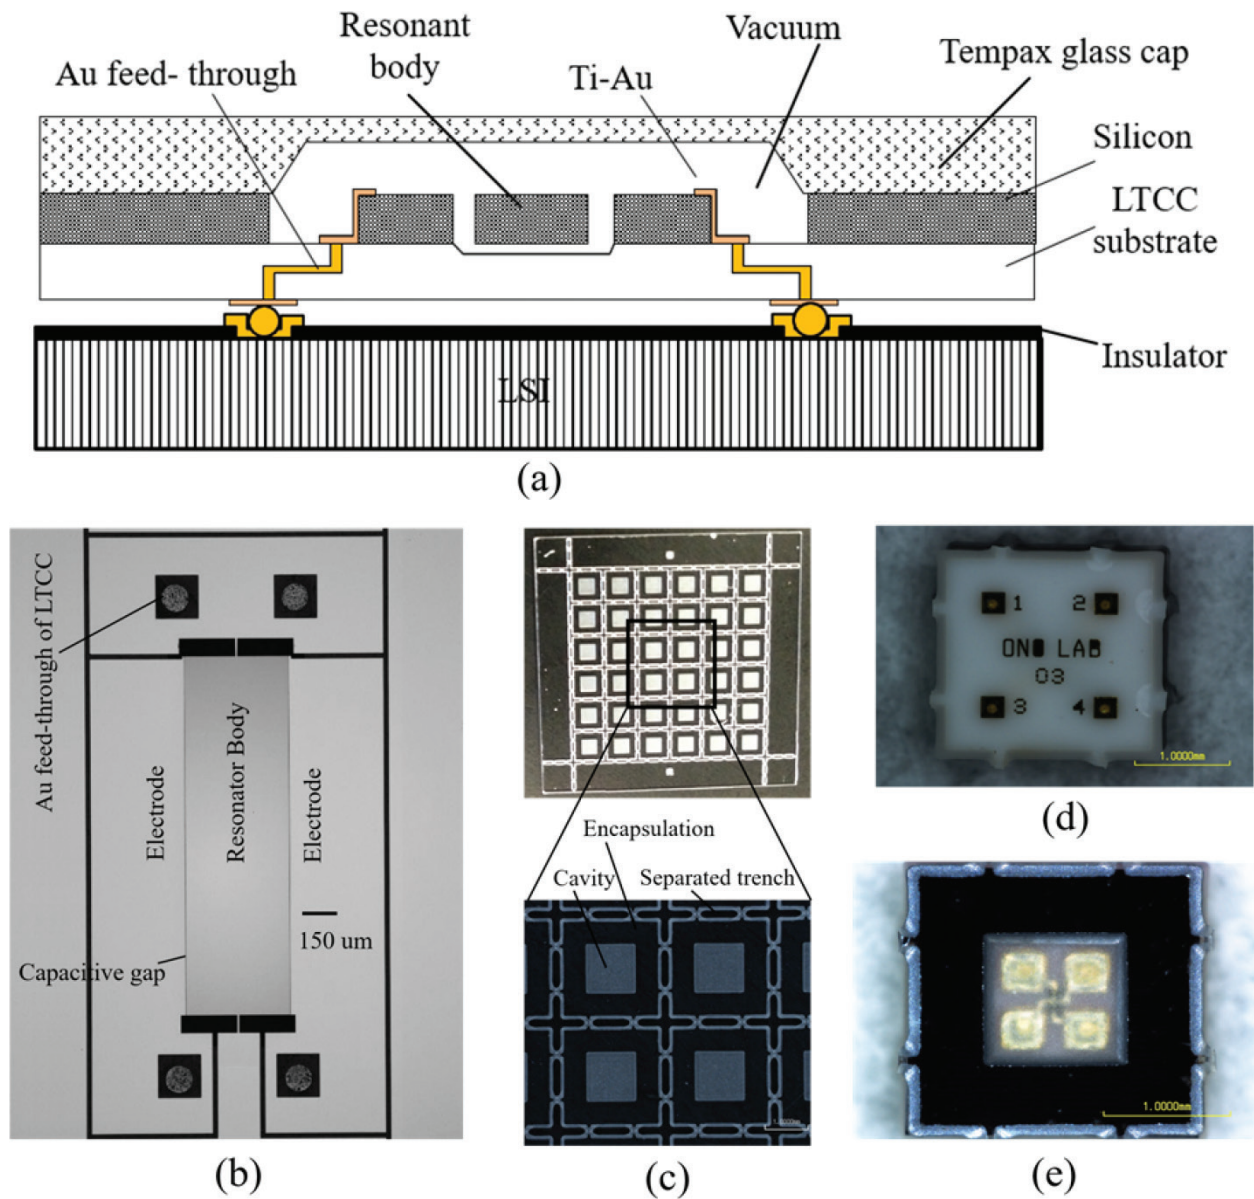 Resonant
body
Vacuum
Au feed- through
Ti-Au
Tempax glass cap
Silicon
LTCC
substrate
Insulator
LSI
(a)
Au feed-through of LTCC
Electrode
Resonator Body
Electrode
150 um
Capacitive gap
(b)
Encapsulation
Cavity
Separated trench
1.0000mm
(c)
1 2
ONO LAB
03
3 4
1.0000mm
(d)
1.0000mm
(e)